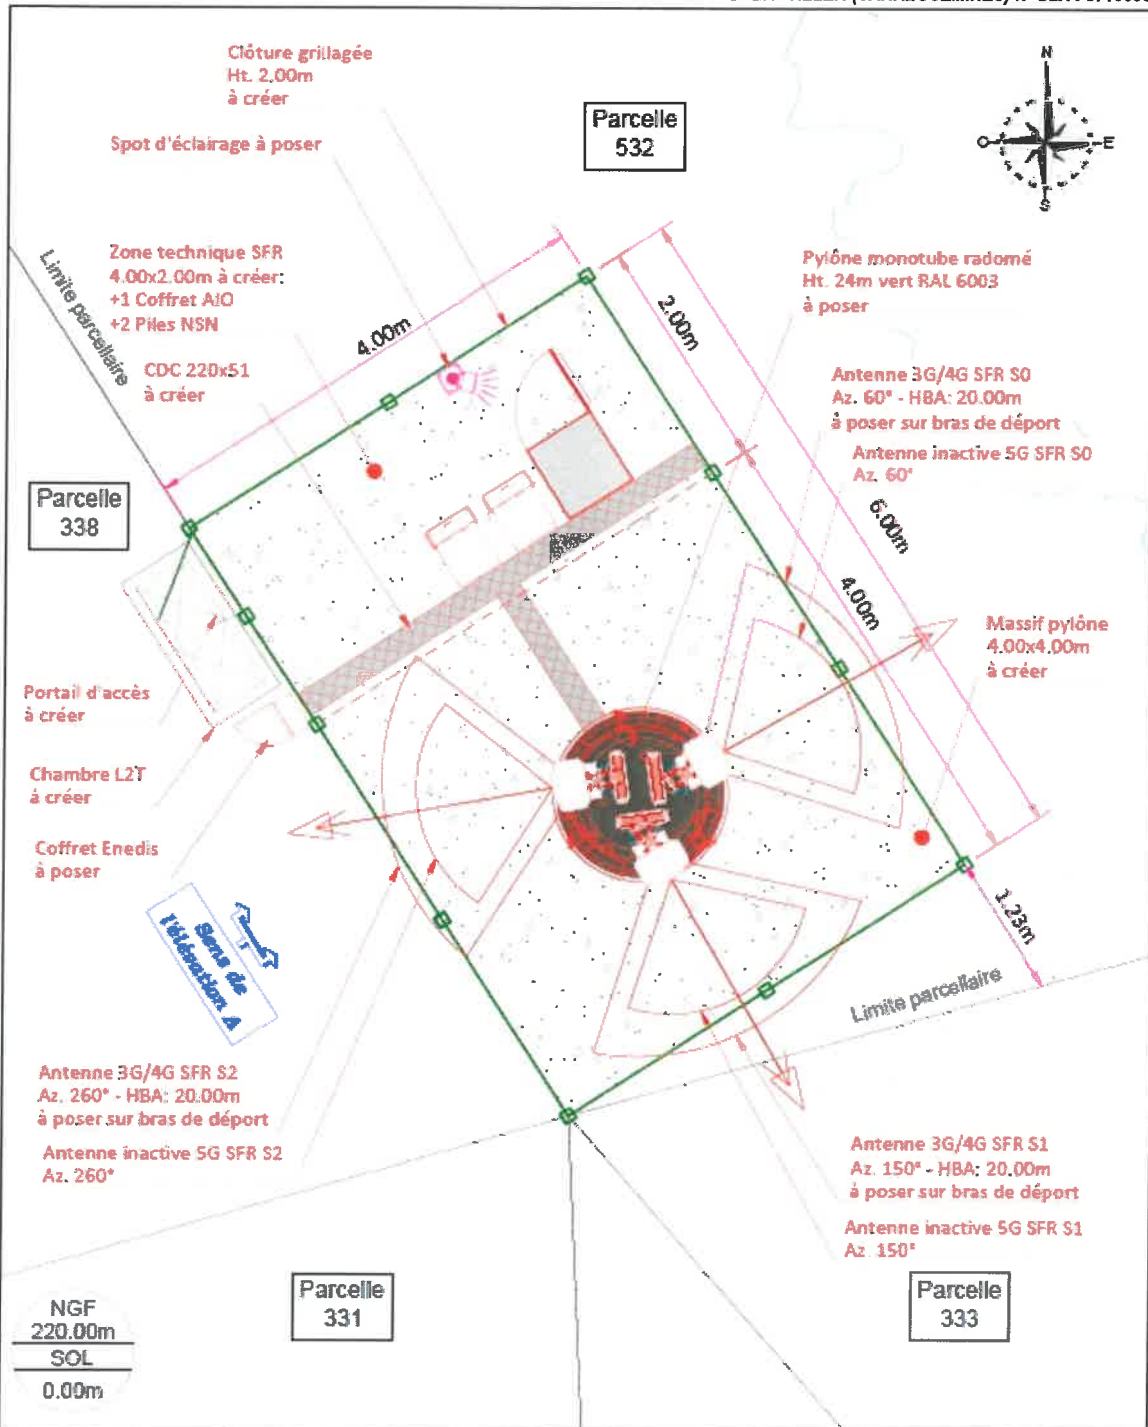 Clôture grillagée
Ht. 2.00m
à créer
Spot d'éclairage à poser
Parcelle
532
N
O
E
S
Limite parcellaire
Zone technique SFR
4.00x2.00m à créer:
+1 Coffret AIO
+2 Piles NSN
CDC 220x51
à créer
4.00m
2.00m
Pylône monotube radomé
Ht. 24m vert RAL 6003
à poser
Antenne 3G/4G SFR S0
Az. 60° - HBA: 20.00m
à poser sur bras de déport
Antenne inactive 5G SFR S0
Az. 60°
Parcelle
338
6.00m
4.00m
Massif pylône
4.00x4.00m
à créer
Portail d'accès
à créer
Chambre L2T
à créer
Coffret Enedis
à poser
Sens de
l'élévation A
1.23m
Limite parcellaire
Antenne 3G/4G SFR S2
Az. 260° - HBA: 20.00m
à poser sur bras de déport
Antenne inactive 5G SFR S2
Az. 260°
Antenne 3G/4G SFR S1
Az. 150° - HBA: 20.00m
à poser sur bras de déport
Antenne inactive 5G SFR S1
Az. 150°
Parcelle
331
Parcelle
333
NGF
220.00m
SOL
0.00m